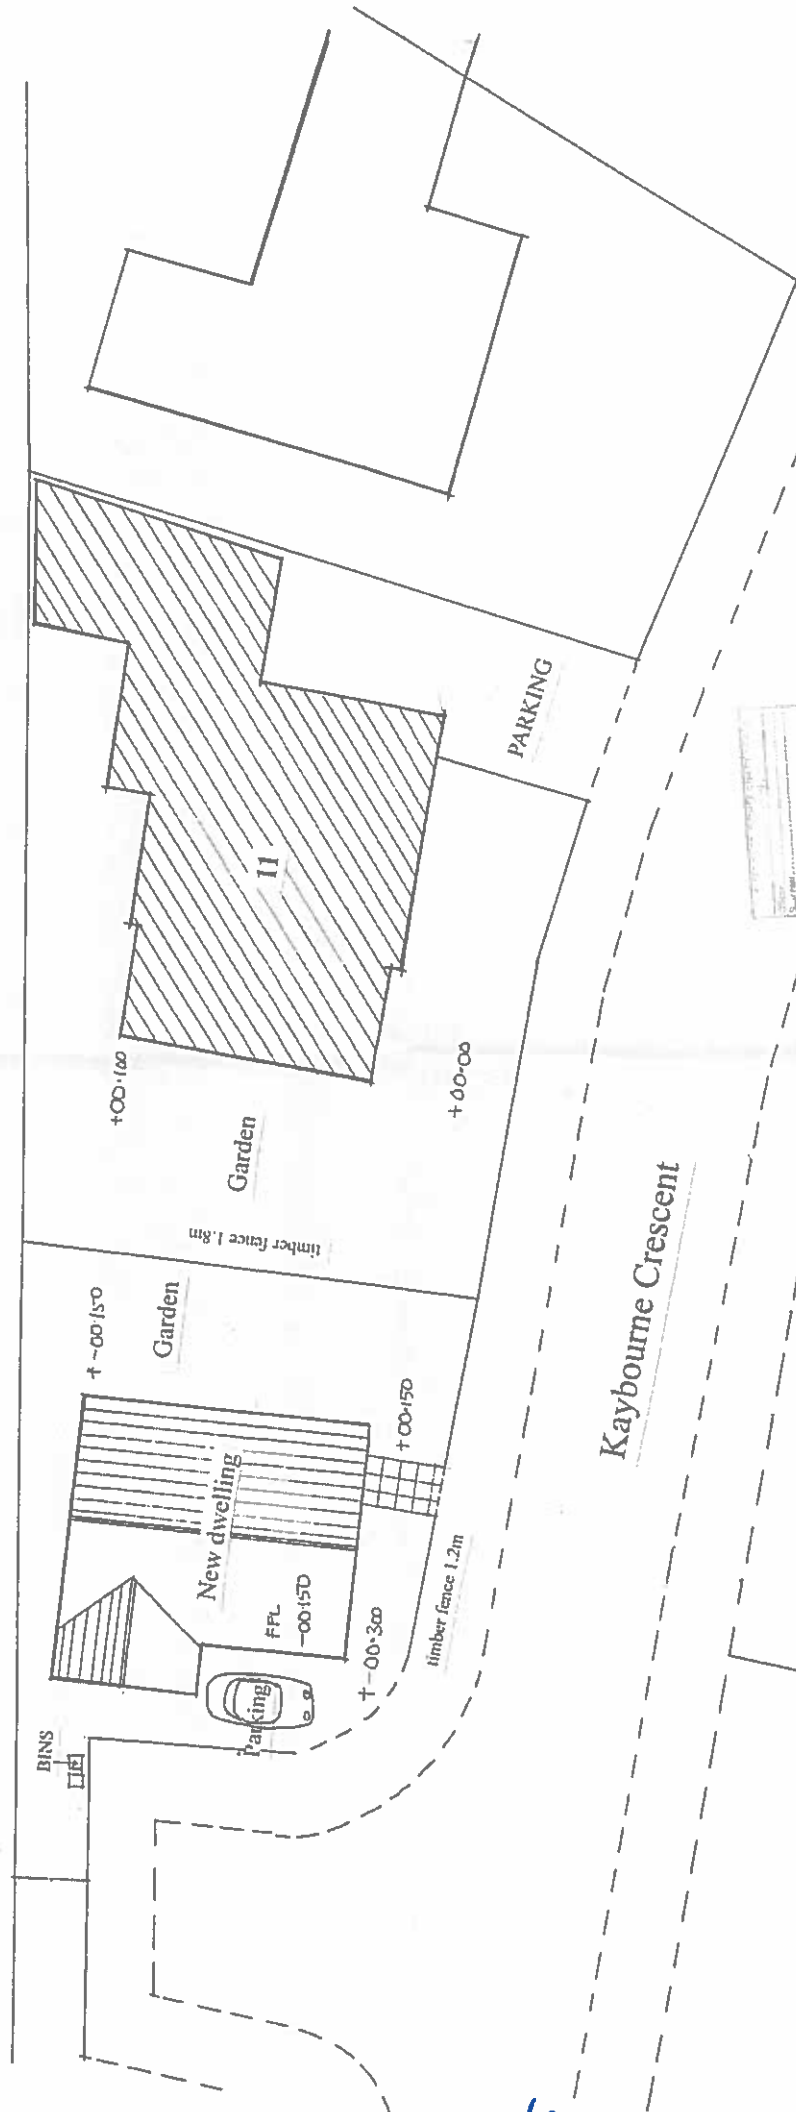 PARKING
11
+00·100
+00·00
Garden
timber fence 1.8m
+-00·150
Garden
+00·150
New dwelling
FFL
-00·150
+-00·300
timber fence 1.2m
Parking
BINS
Kaybourne Crescent